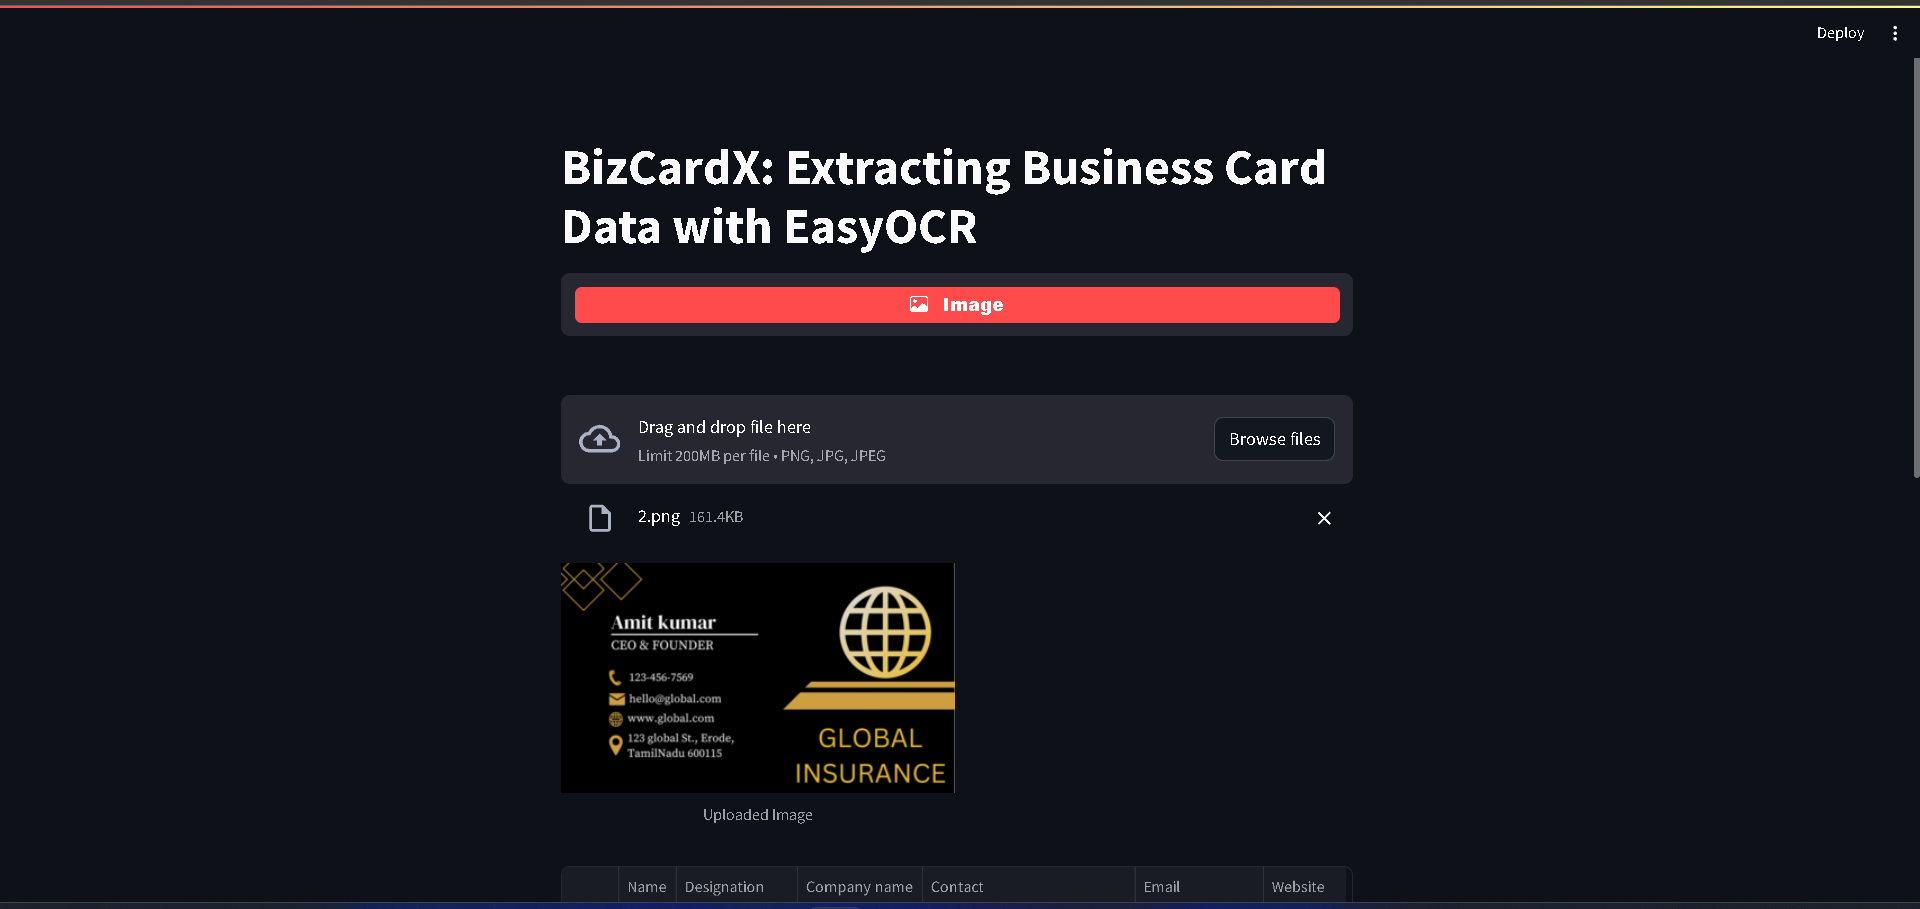 Deploy
BizCardX: Extracting Business Card
Data with EasyOCR
Image
Drag and drop file here
Limit 200MB per file • PNG, JPG, JPEG
Browse files
2.png 161.4KB
Amit kumar
CEO & FOUNDER
123-456-7569
hello@global.com
www.global.com
123 global St., Erode,
TamilNadu 600115
GLOBAL
INSURANCE
Uploaded Image
Name Designation Company name Contact Email Website